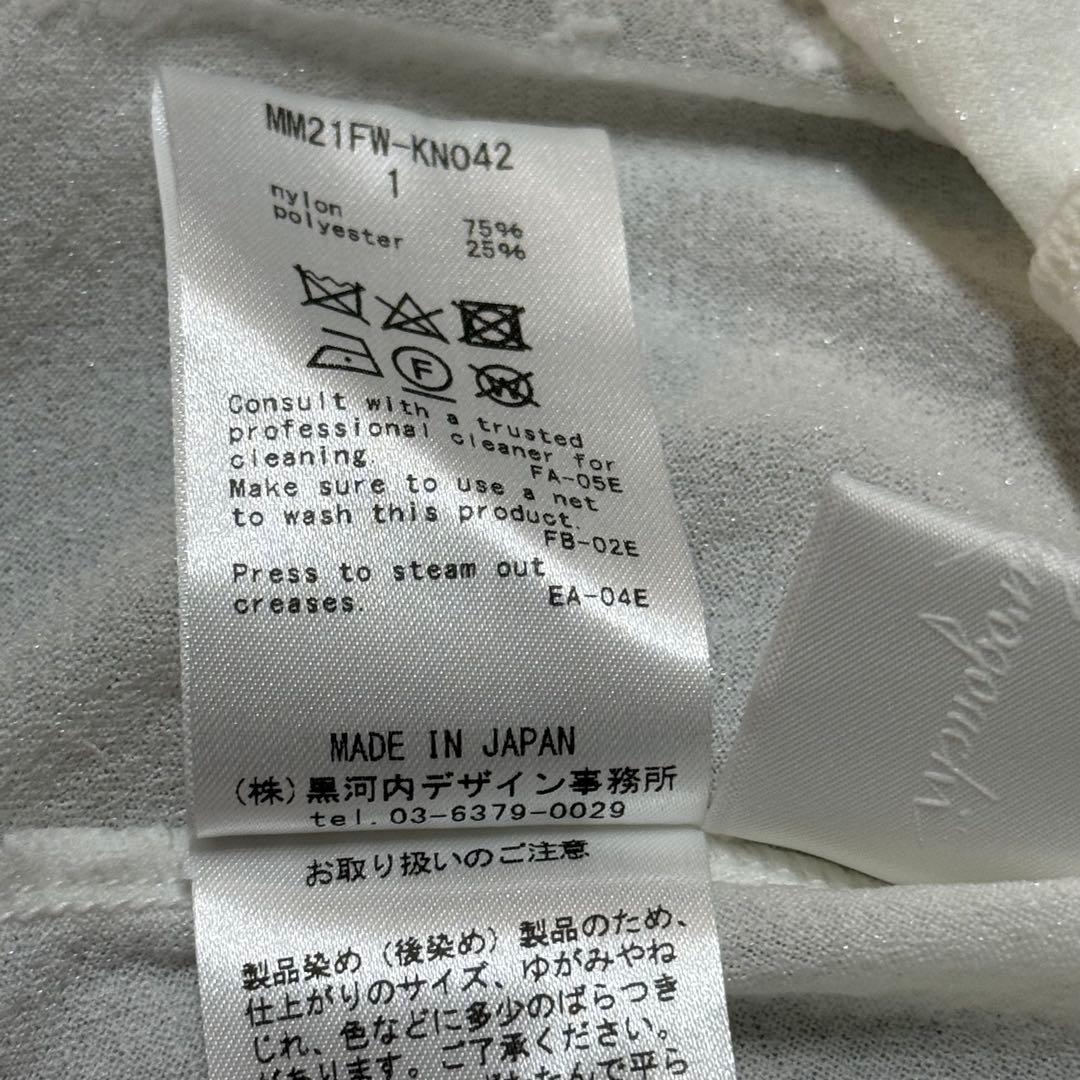 MM21FW-KN042
1
nylon 75%
polyester 25%
F
W
Consult with a trusted
professional cleaner for
cleaning.
FA-05E
Make sure to use a net
to wash this product.
FB-02E
Press to steam out
creases.
EA-04E
MADE IN JAPAN
(株)黒河内デザイン事務所
tel. 03-6379-0029
お取り扱いのご注意
製品染め(後染め)製品のため、
仕上がりのサイズ、ゆがみやね
じれ、色などに多少のばらつき
があります。ご了承ください。
たんで平ら